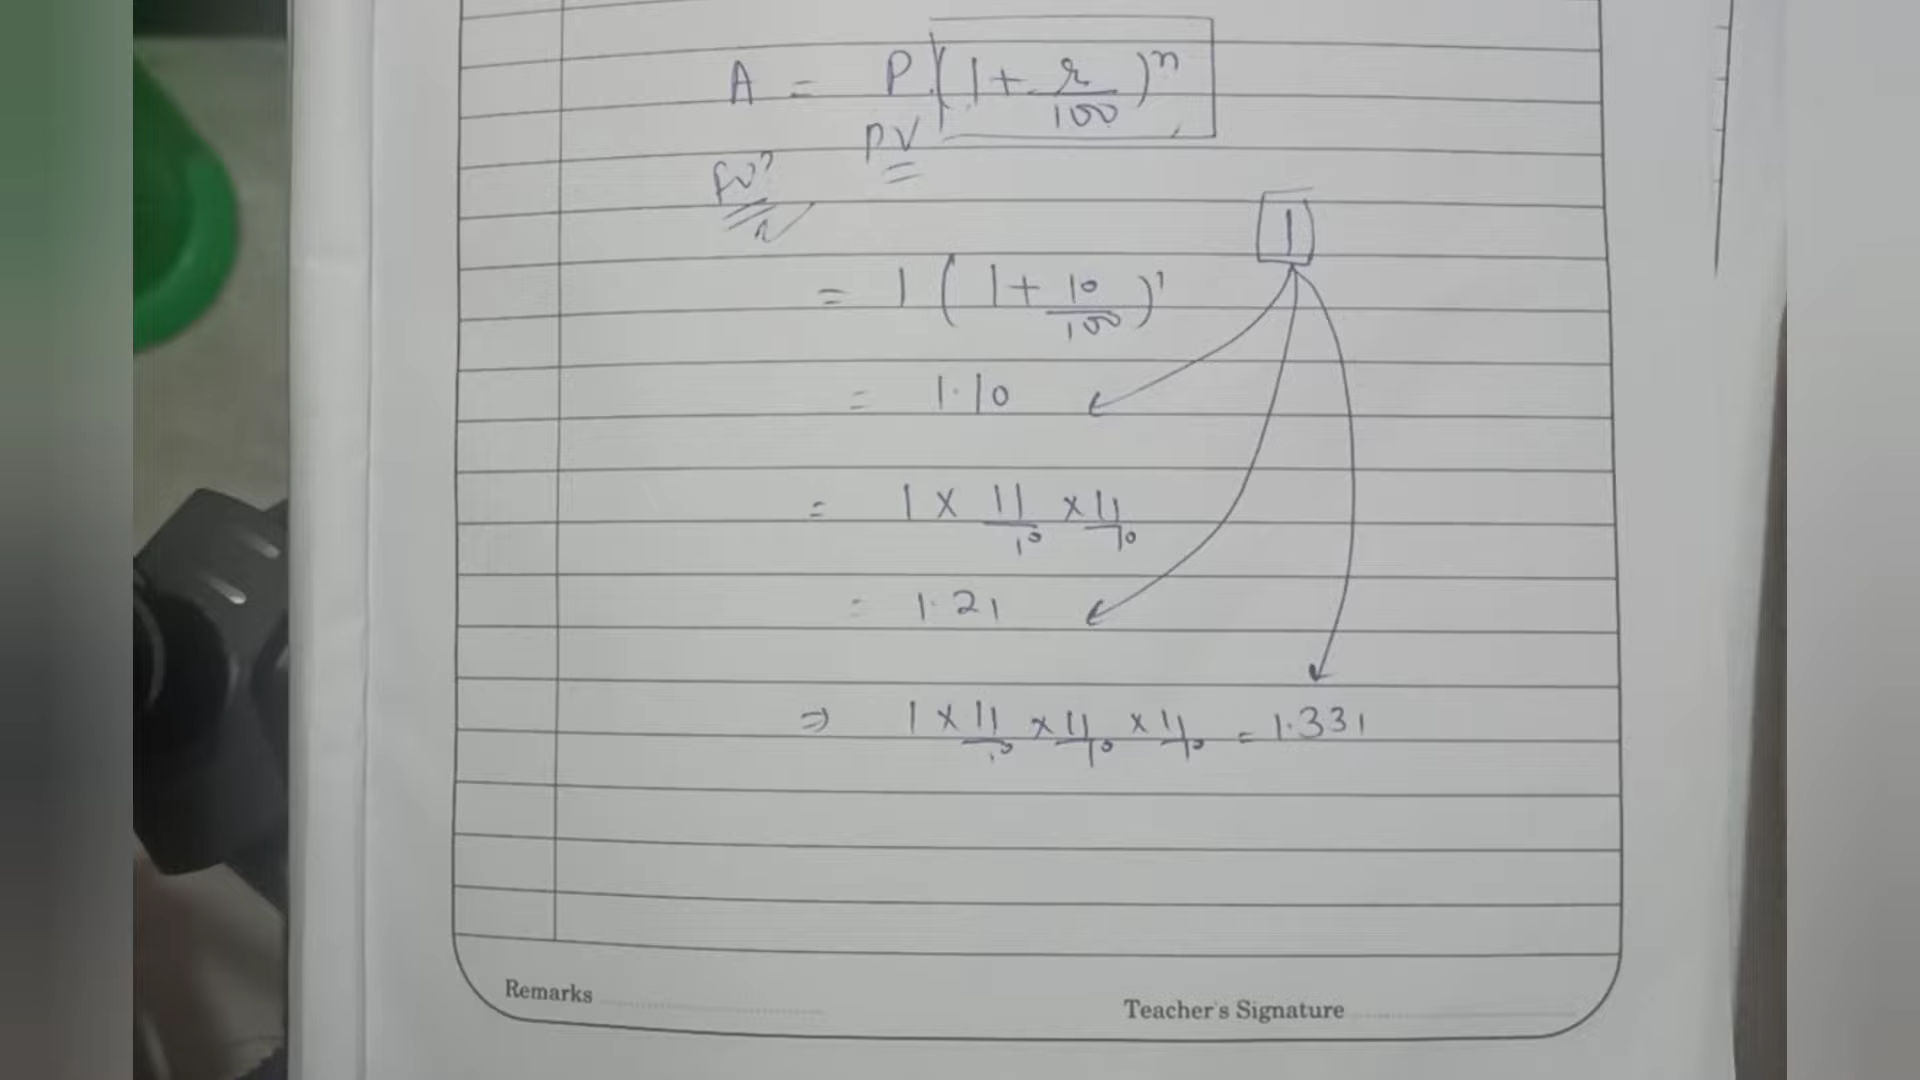 A = P (1 + r/100)^n
PV
FV?
1
= 1 (1 + 10/100)^1
= 1.10
= 1 × 11/10 × 11/10
= 1.21
⇒ 1 × 11/10 × 11/10 × 11/10 = 1.331
Remarks
Teacher's Signature